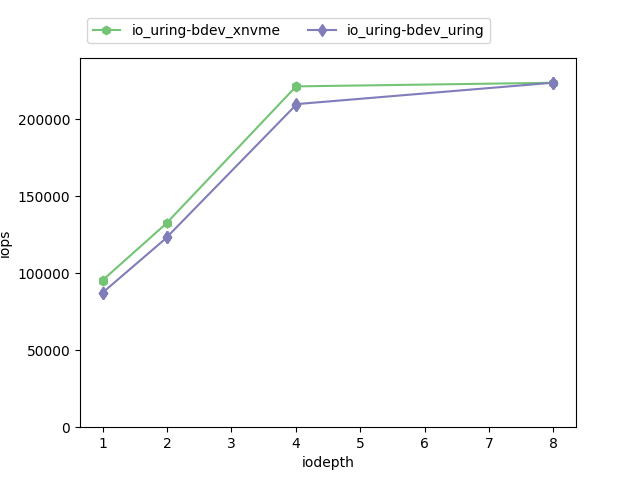 io_uring-bdev_xnvme io_uring-bdev_uring
200000
150000
100000
50000
0
iops
1 2 3 4 5 6 7 8
iodepth